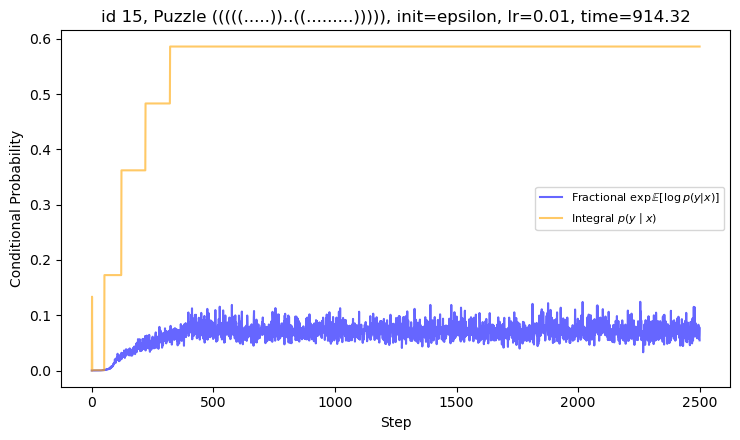 id 15, Puzzle (((((.....))..((.........))))), init=epsilon, lr=0.01, time=914.32
0.6
0.5
0.4
0.3
0.2
0.1
0.0
Conditional Probability
Fractional exp𝔼[log p(y|x)]
Integral p(y | x)
0 500 1000 1500 2000 2500
Step